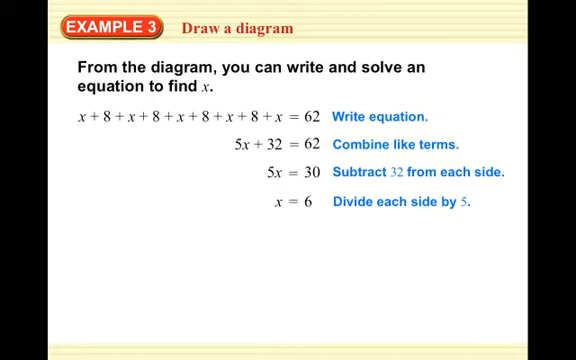 EXAMPLE 3 Draw a diagram
From the diagram, you can write and solve an
equation to find x.
x + 8 + x + 8 + x + 8 + x + 8 + x = 62 Write equation.
5x + 32 = 62 Combine like terms.
5x = 30 Subtract 32 from each side.
x = 6 Divide each side by 5.